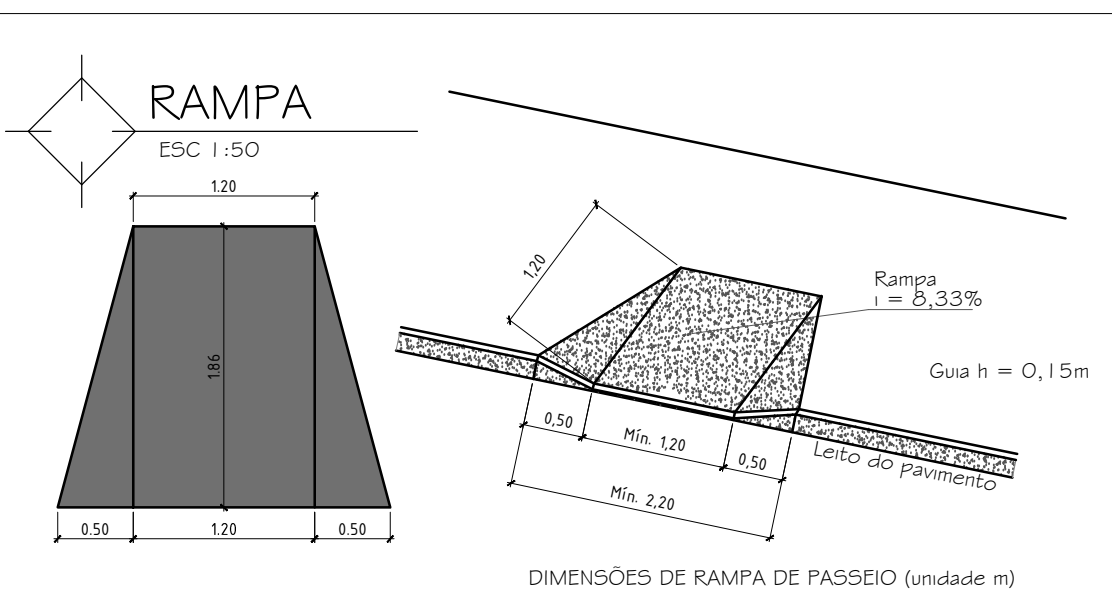 RAMPA
ESC 1:50
1.20
1.86
0.50
1.20
0.50
1,20
Rampa
i = 8,33%
Guia h = 0,15m
0,50
Mín. 1,20
0,50
Leito do pavimento
Mín. 2,20
DIMENSÕES DE RAMPA DE PASSEIO (unidade m)